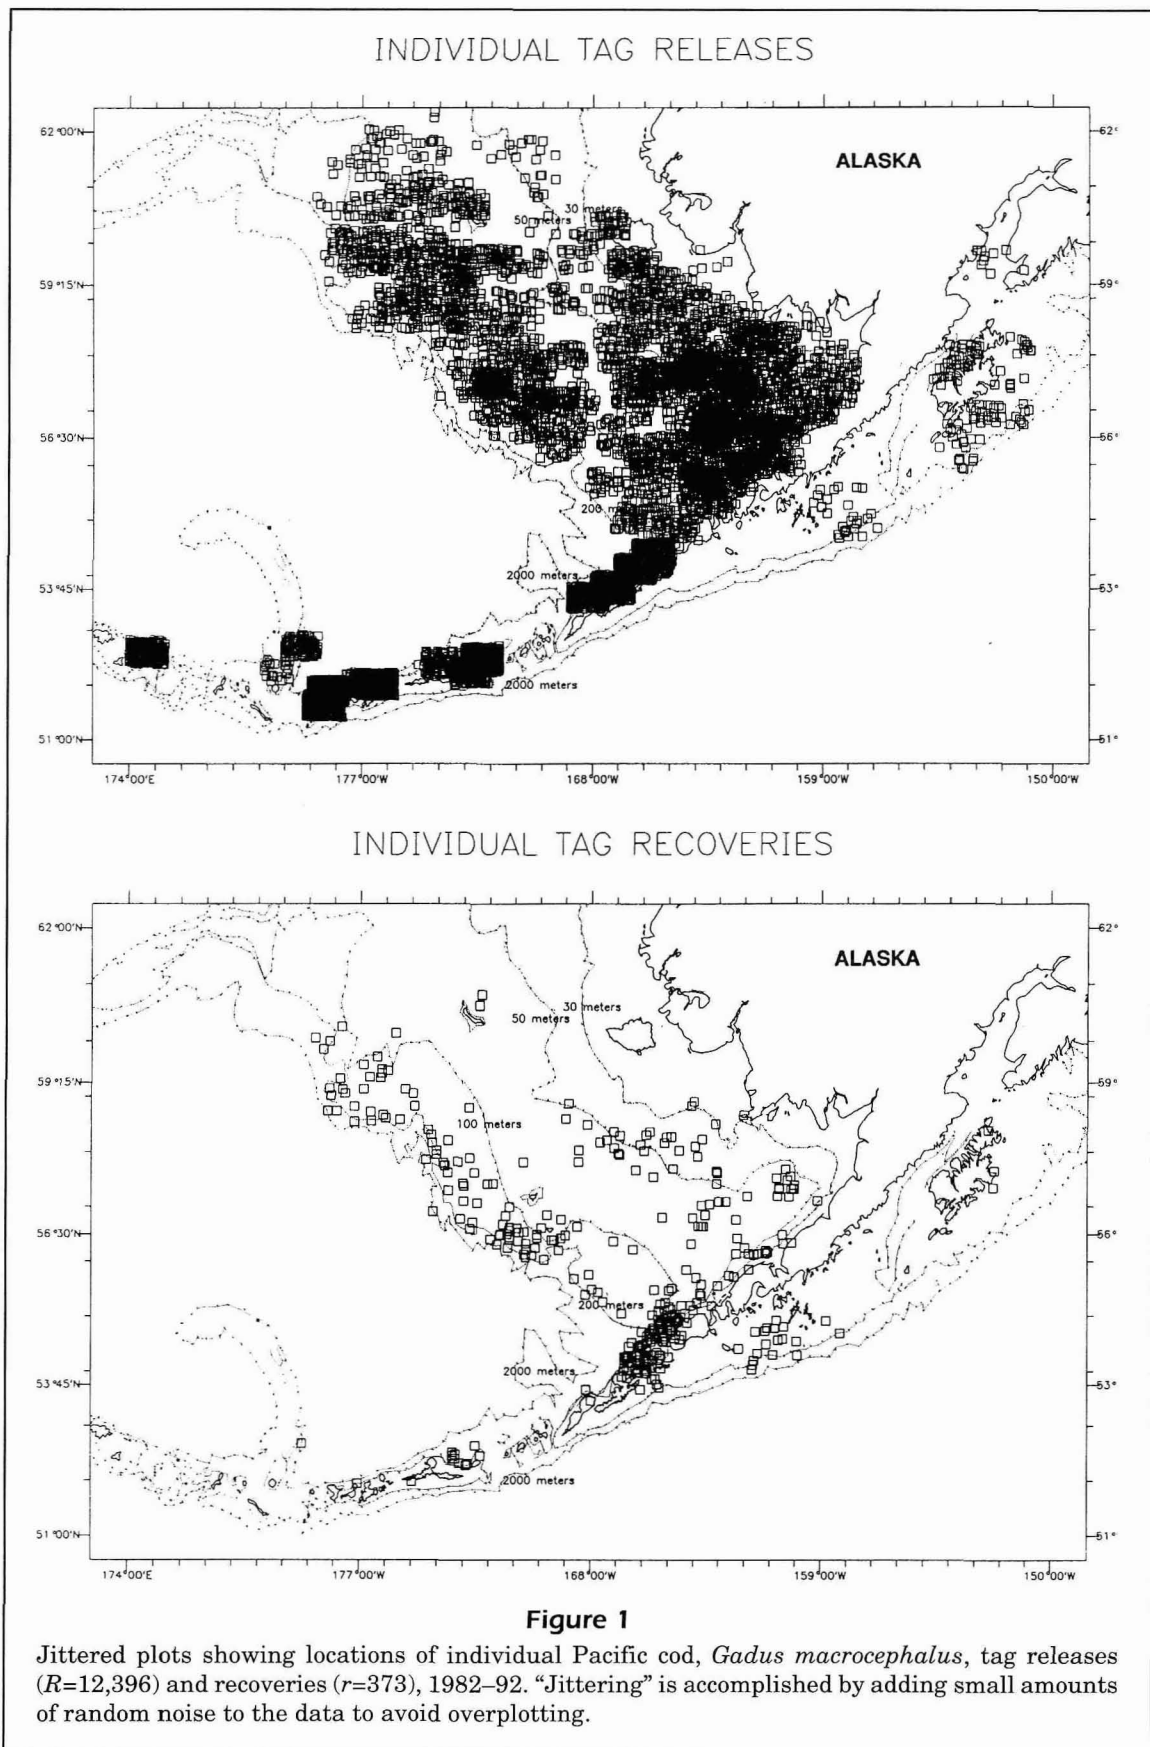 INDIVIDUAL TAG RELEASES
62°00'N
62°
ALASKA
30 meters
50 meters
59°15'N
59°
56°30'N
56°
200 m
2000 meters
53°45'N
53°
2000 meters
51°00'N
51°
174°00'E
177°00'W
168°00'W
159°00'W
150°00'W
INDIVIDUAL TAG RECOVERIES
62°00'N
62°
ALASKA
30 meters
50 meters
59°15'N
59°
100 meters
56°30'N
56°
200 meters
2000 meters
53°45'N
53°
2000 meters
51°00'N
51°
174°00'E
177°00'W
168°00'W
159°00'W
150°00'W
Figure 1
Jittered plots showing locations of individual Pacific cod, Gadus macrocephalus, tag releases
(R=12,396) and recoveries (r=373), 1982–92. “Jittering” is accomplished by adding small amounts
of random noise to the data to avoid overplotting.